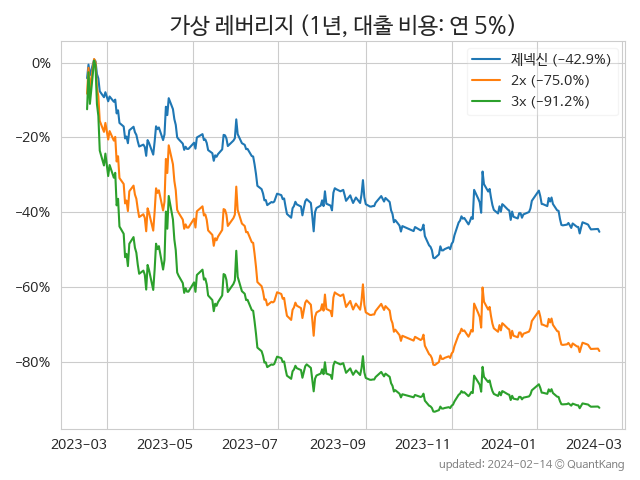 가상 레버리지 (1년, 대출 비용: 연 5%)
제넥신 (−42.9%)
2x (−75.0%)
3x (−91.2%)
0%
−20%
−40%
−60%
−80%
2023-03 2023-05 2023-07 2023-09 2023-11 2024-01 2024-03
updated: 2024-02-14 © QuantKang